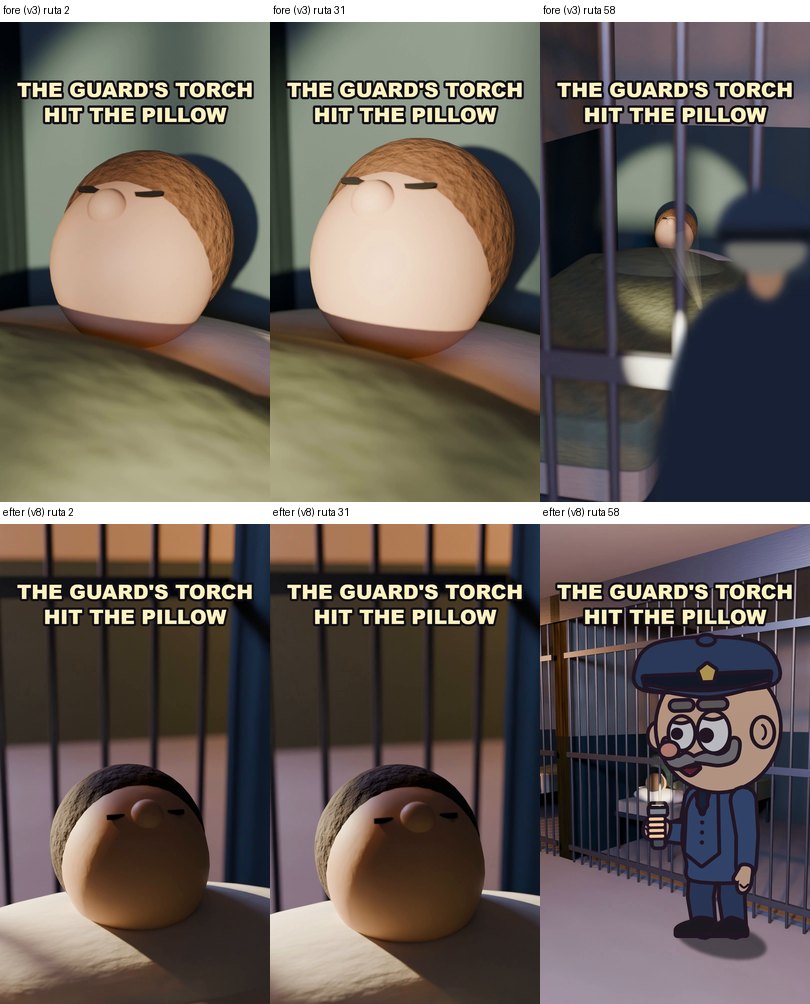 fore (v3) ruta 2
fore (v3) ruta 31
fore (v3) ruta 58
THE GUARD'S TORCH
HIT THE PILLOW
THE GUARD'S TORCH
HIT THE PILLOW
THE GUARD'S TORCH
HIT THE PILLOW
efter (v8) ruta 2
efter (v8) ruta 31
efter (v8) ruta 58
THE GUARD'S TORCH
HIT THE PILLOW
THE GUARD'S TORCH
HIT THE PILLOW
THE GUARD'S TORCH
HIT THE PILLOW